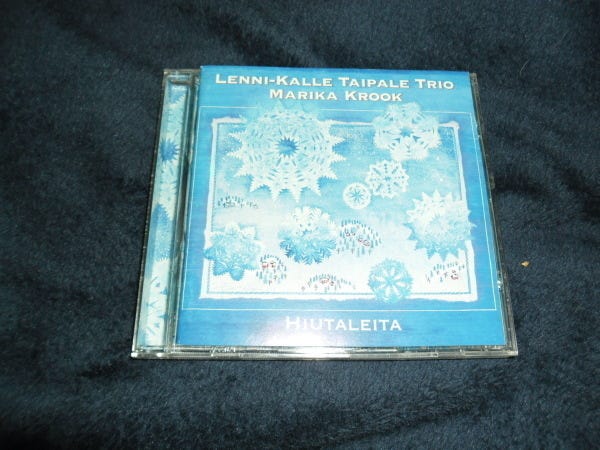 Lenni-Kalle Taipale Trio
Marika Krook
Hiutaleita